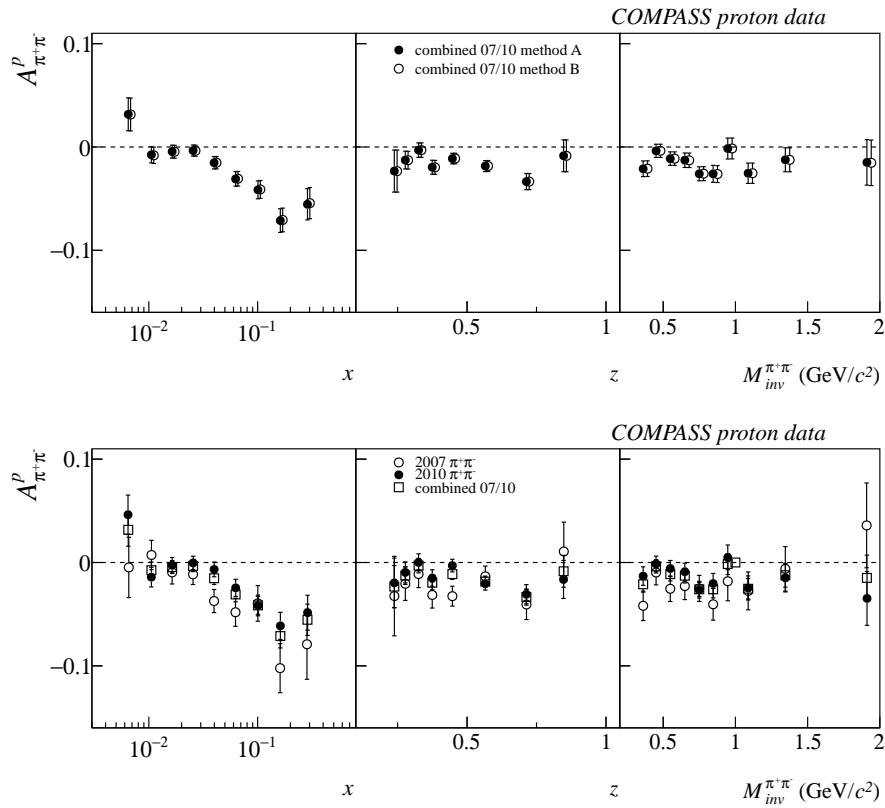 COMPASS proton data
A^p_{π⁺π⁻}
0.1
0
−0.1
combined 07/10 method A
combined 07/10 method B
10⁻² 10⁻¹ 0.5 1 0.5 1 1.5 2
x z M_{inv}^{π⁺π⁻} (GeV/c²)
COMPASS proton data
A^p_{π⁺π⁻}
0.1
0
−0.1
2007 π⁺π⁻
2010 π⁺π⁻
combined 07/10
10⁻² 10⁻¹ 0.5 1 0.5 1 1.5 2
x z M_{inv}^{π⁺π⁻} (GeV/c²)